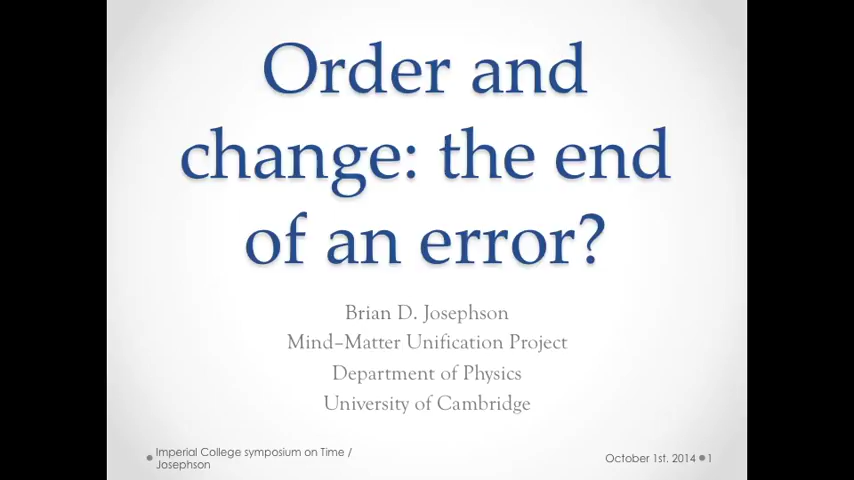 Order and
change: the end
of an error?
Brian D. Josephson
Mind–Matter Unification Project
Department of Physics
University of Cambridge
Imperial College symposium on Time /
Josephson
October 1st. 2014 ● 1